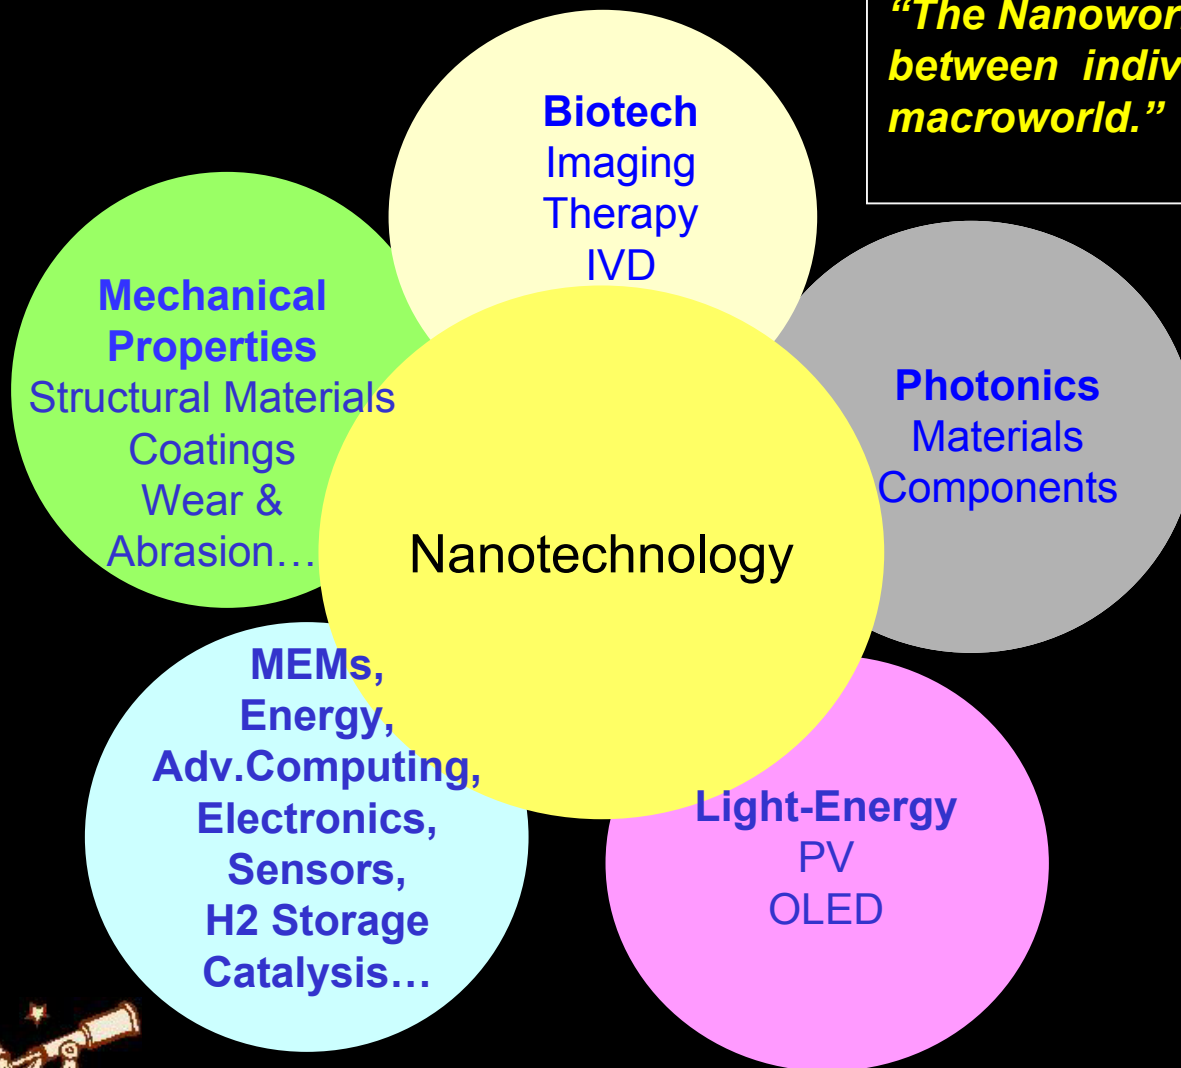 “The Nanowor
between indiv
macroworld.”
Biotech
Imaging
Therapy
IVD
Mechanical
Properties
Structural Materials
Coatings
Wear &
Abrasion…
Photonics
Materials
Components
Nanotechnology
MEMs,
Energy,
Adv.Computing,
Electronics,
Sensors,
H2 Storage
Catalysis…
Light-Energy
PV
OLED